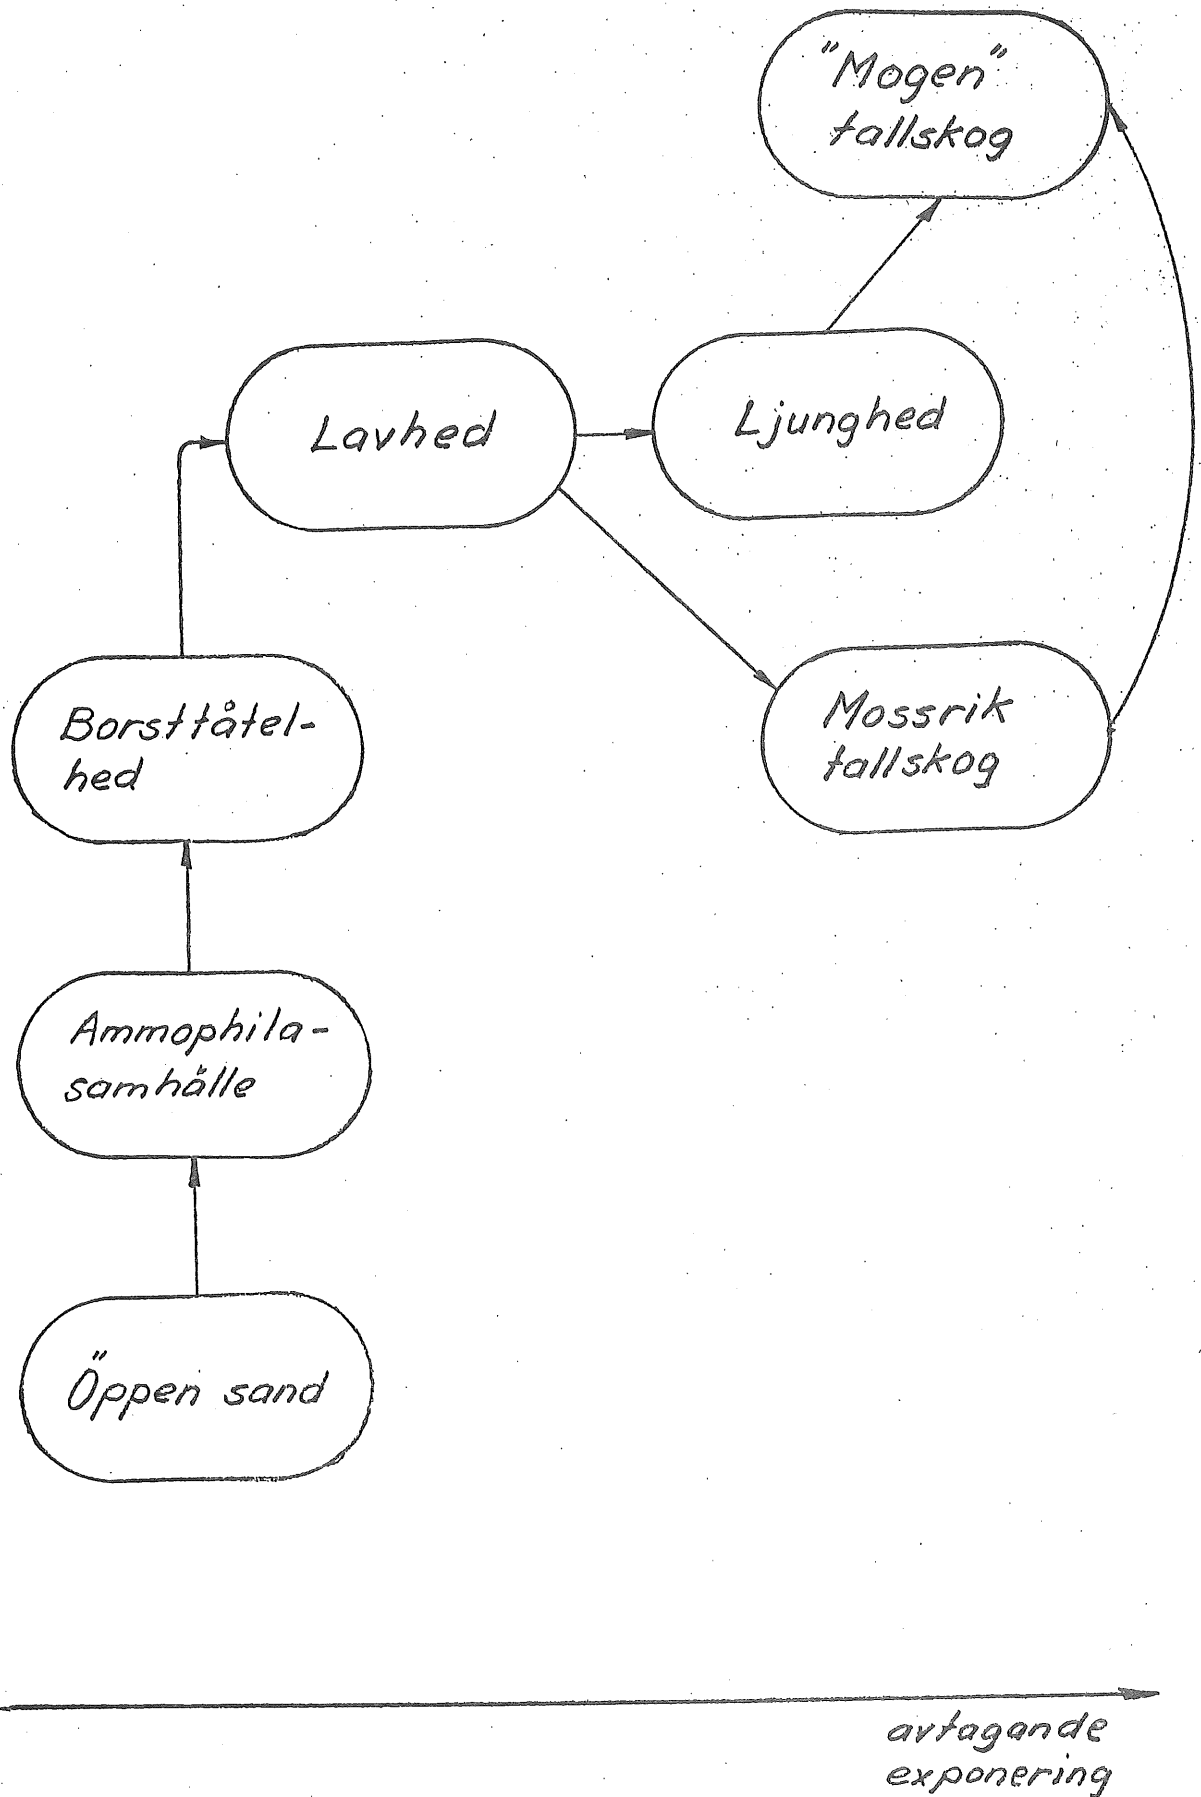 "Mogen"
tallskog
Lavhed
Ljunghed
Borsttåtel-
hed
Mossrik
tallskog
Ammophila-
samhälle
Öppen sand
avtagande
exponering